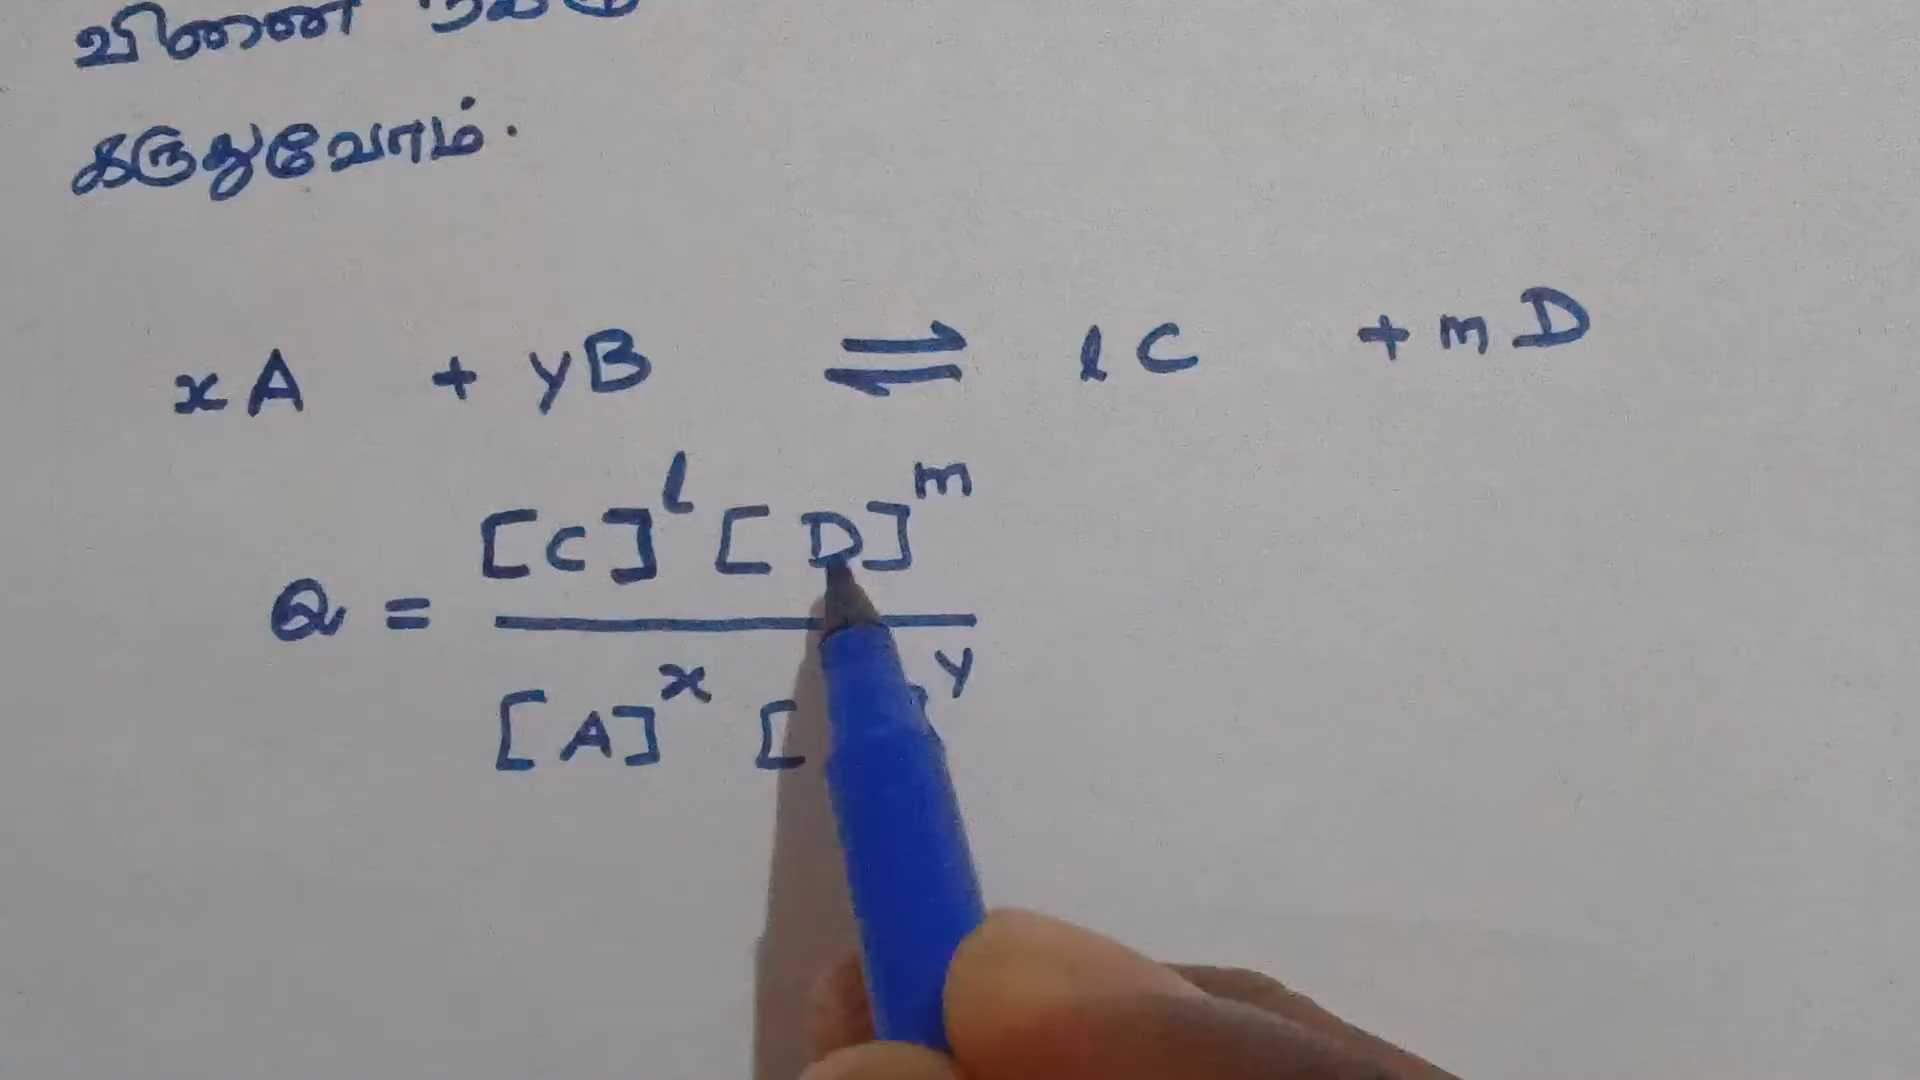 வினை
கருதுவோம்.
xA + yB ⇌ lC + mD
[C]^l [D]^m
Q =
[A]^x [ ^y